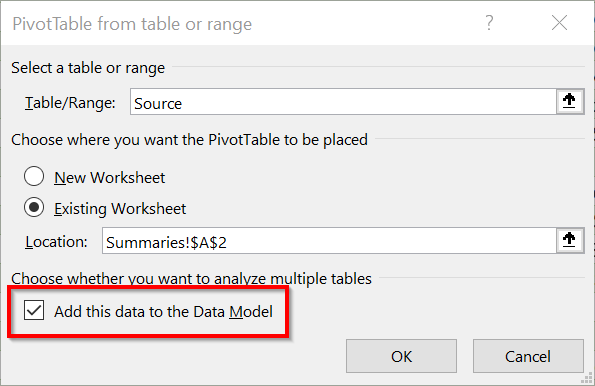 PivotTable from table or range ?
Select a table or range
Table/Range: Source
Choose where you want the PivotTable to be placed
New Worksheet
Existing Worksheet
Location: Summaries!$A$2
Choose whether you want to analyze multiple tables
Add this data to the Data Model
OK Cancel